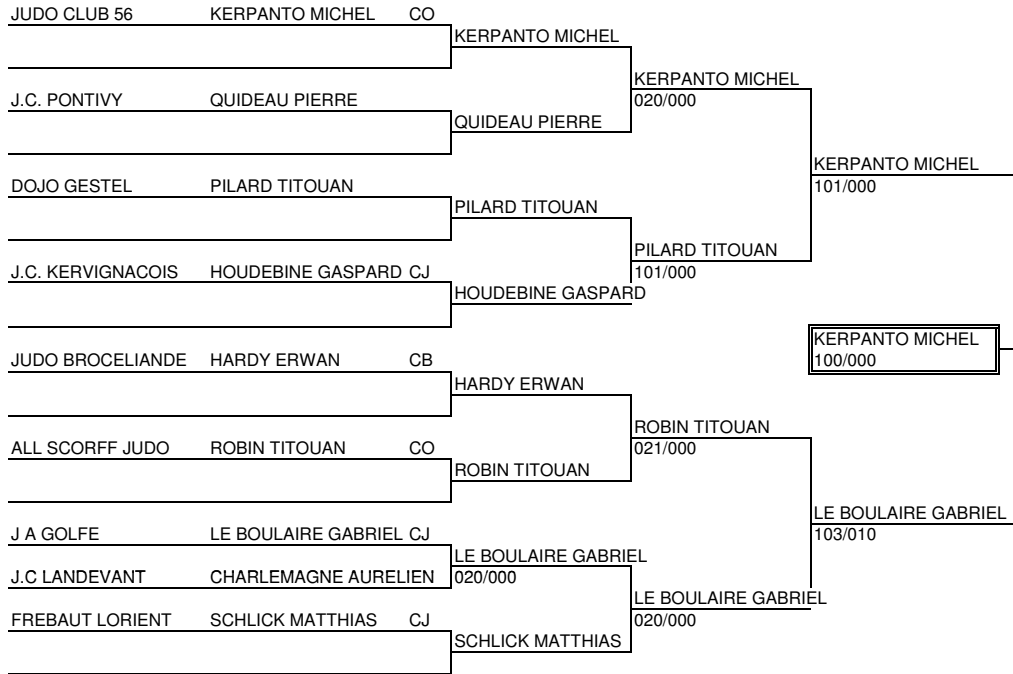 JUDO CLUB 56 KERPANTO MICHEL CO
KERPANTO MICHEL
KERPANTO MICHEL
020/000
J.C. PONTIVY QUIDEAU PIERRE
QUIDEAU PIERRE
KERPANTO MICHEL
101/000
DOJO GESTEL PILARD TITOUAN
PILARD TITOUAN
PILARD TITOUAN
101/000
J.C. KERVIGNACOIS HOUDEBINE GASPARD CJ
HOUDEBINE GASPARD
KERPANTO MICHEL
100/000
JUDO BROCELIANDE HARDY ERWAN CB
HARDY ERWAN
ROBIN TITOUAN
021/000
ALL SCORFF JUDO ROBIN TITOUAN CO
ROBIN TITOUAN
LE BOULAIRE GABRIEL
103/010
J A GOLFE LE BOULAIRE GABRIEL CJ
LE BOULAIRE GABRIEL
020/000
J.C LANDEVANT CHARLEMAGNE AURELIEN
LE BOULAIRE GABRIEL
020/000
FREBAUT LORIENT SCHLICK MATTHIAS CJ
SCHLICK MATTHIAS